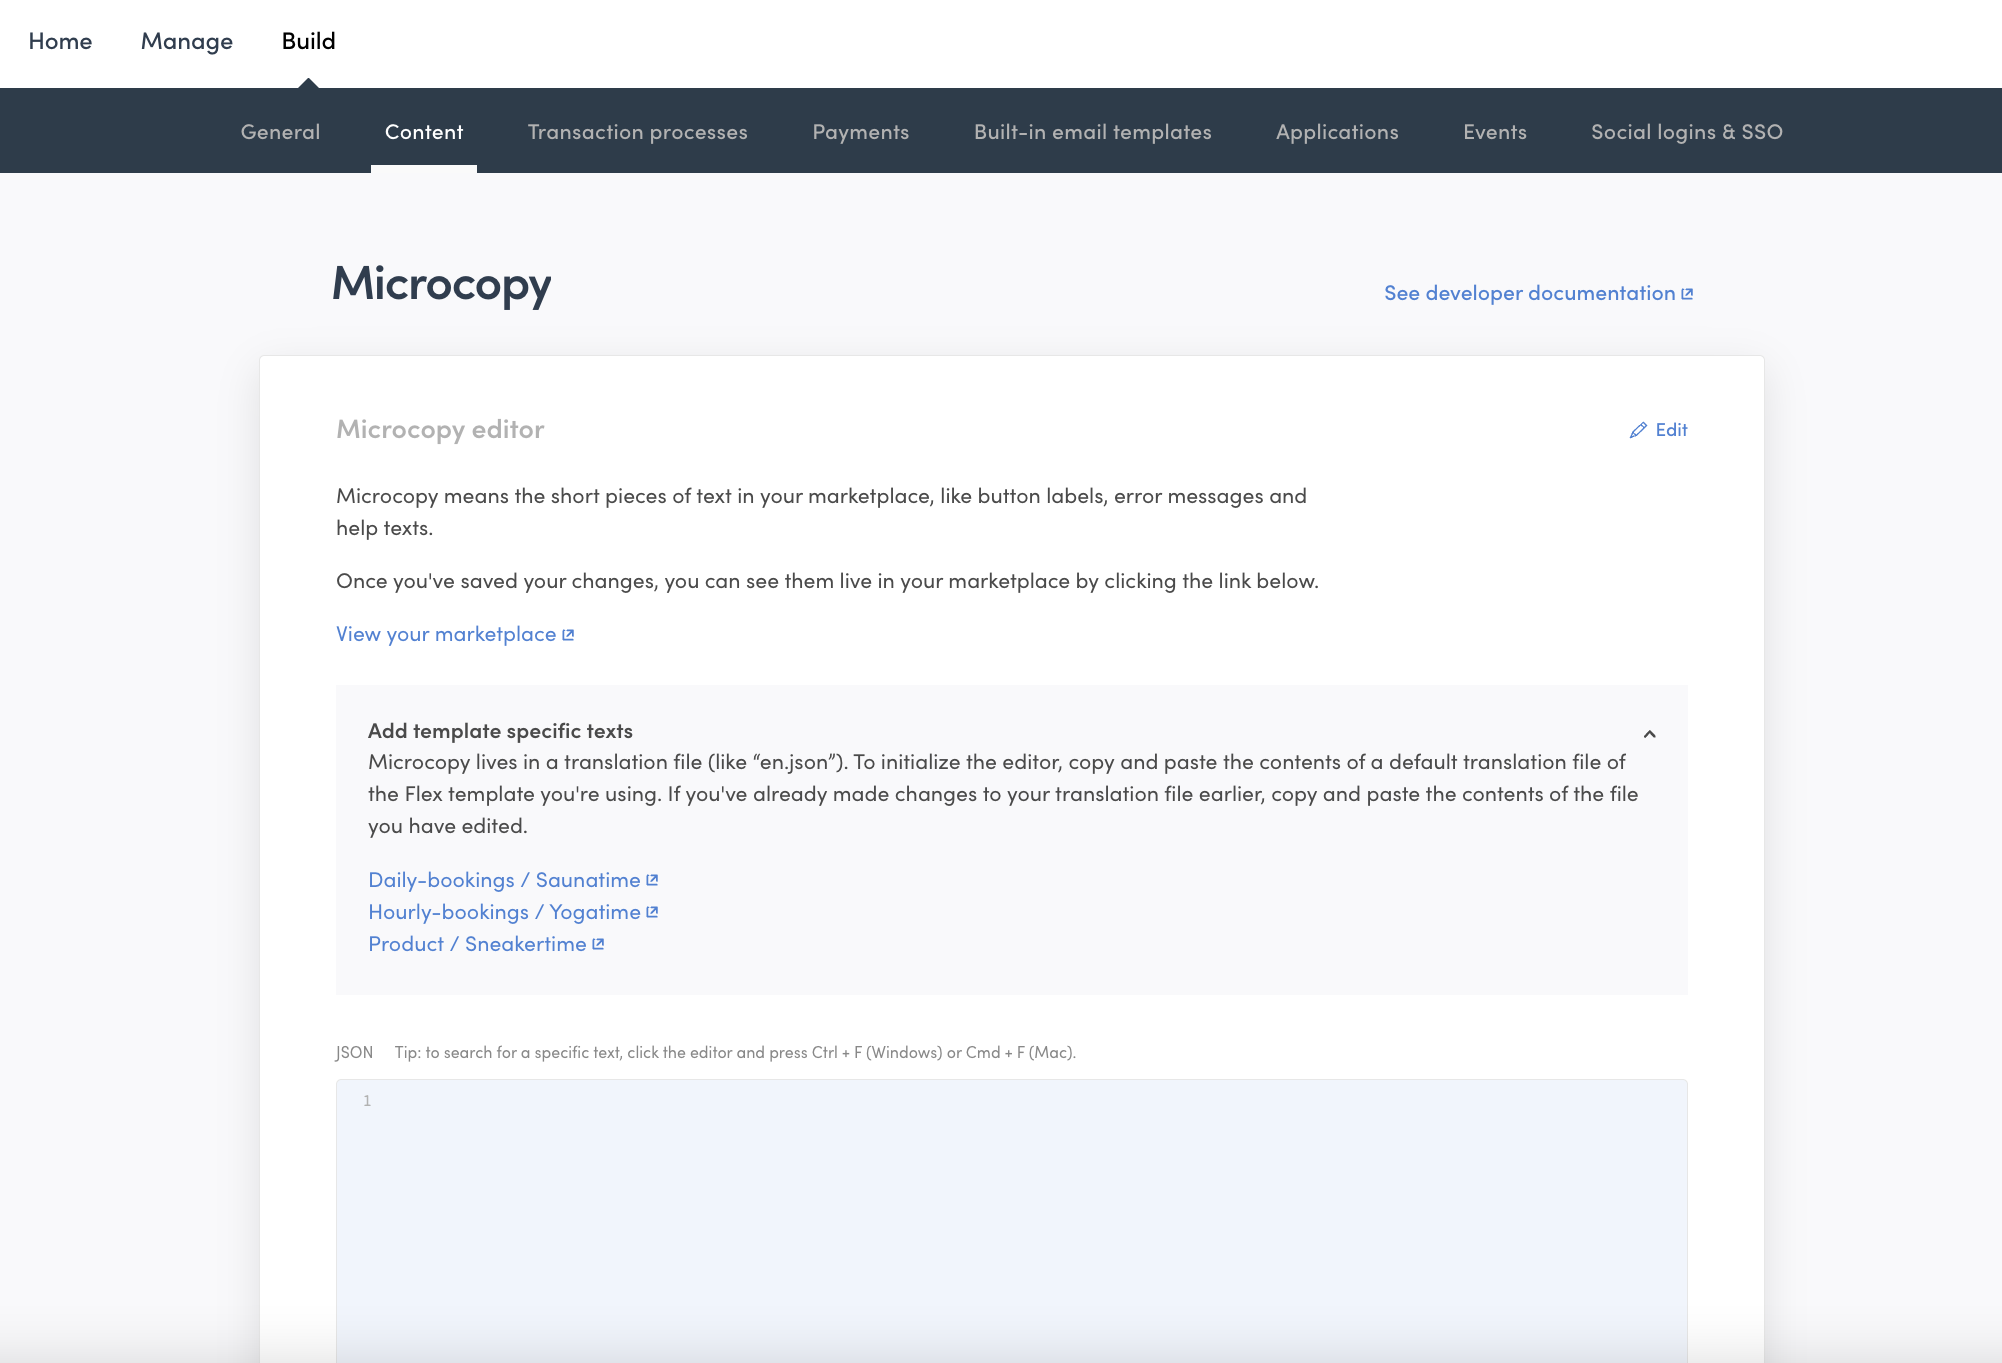 Home Manage Build
General Content Transaction processes Payments Built-in email templates Applications Events Social logins & SSO
Microcopy
See developer documentation
Microcopy editor
Edit
Microcopy means the short pieces of text in your marketplace, like button labels, error messages and
help texts.
Once you've saved your changes, you can see them live in your marketplace by clicking the link below.
View your marketplace
Add template specific texts
Microcopy lives in a translation file (like “en.json”). To initialize the editor, copy and paste the contents of a default translation file of
the Flex template you're using. If you've already made changes to your translation file earlier, copy and paste the contents of the file
you have edited.
Daily-bookings / Saunatime
Hourly-bookings / Yogatime
Product / Sneakertime
JSON Tip: to search for a specific text, click the editor and press Ctrl + F (Windows) or Cmd + F (Mac).
1